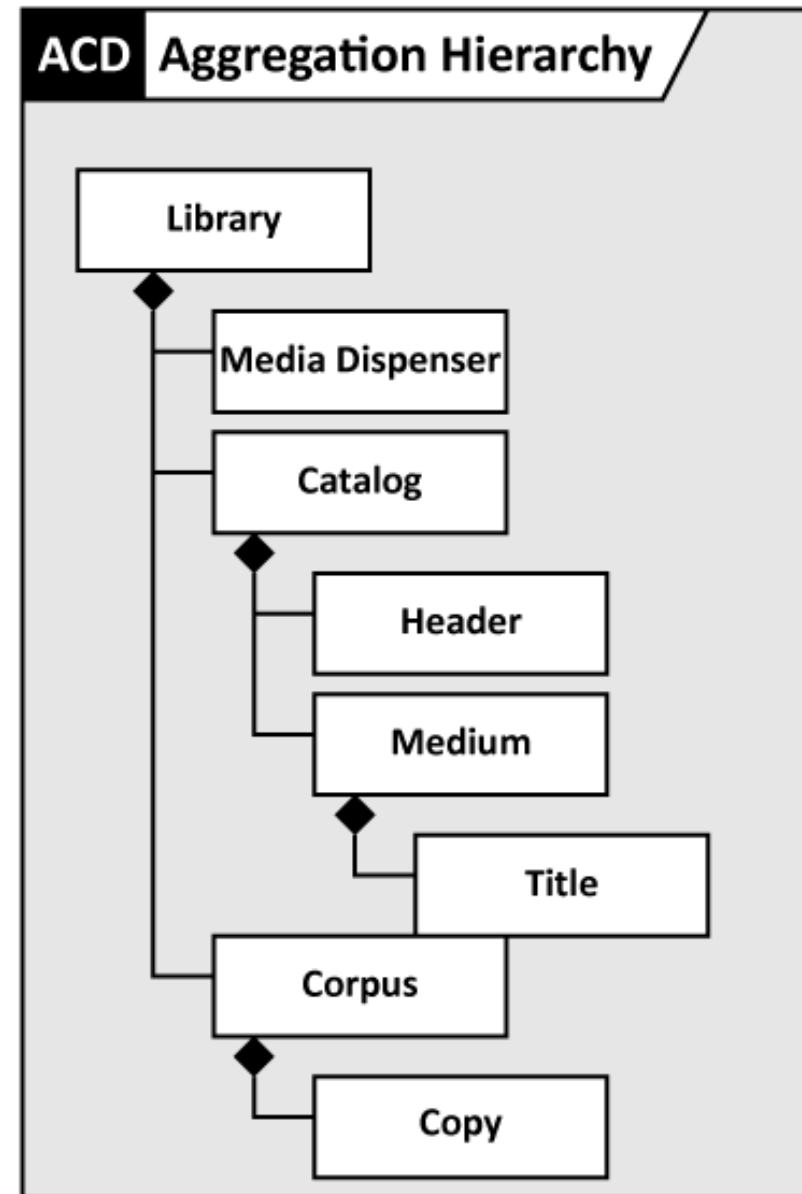 ACD Aggregation Hierarchy
Library
Media Dispenser
Catalog
Header
Medium
Title
Corpus
Copy